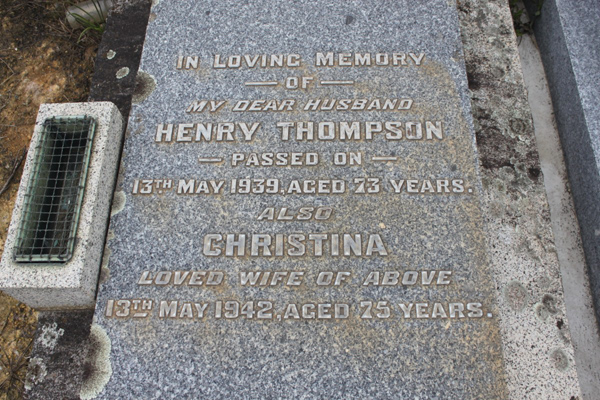 In Loving Memory
— OF —
MY DEAR HUSBAND
HENRY THOMPSON
— PASSED ON —
13TH MAY 1939, AGED 73 YEARS.
ALSO
CHRISTINA
LOVED WIFE OF ABOVE
13TH MAY 1942, AGED 75 YEARS.